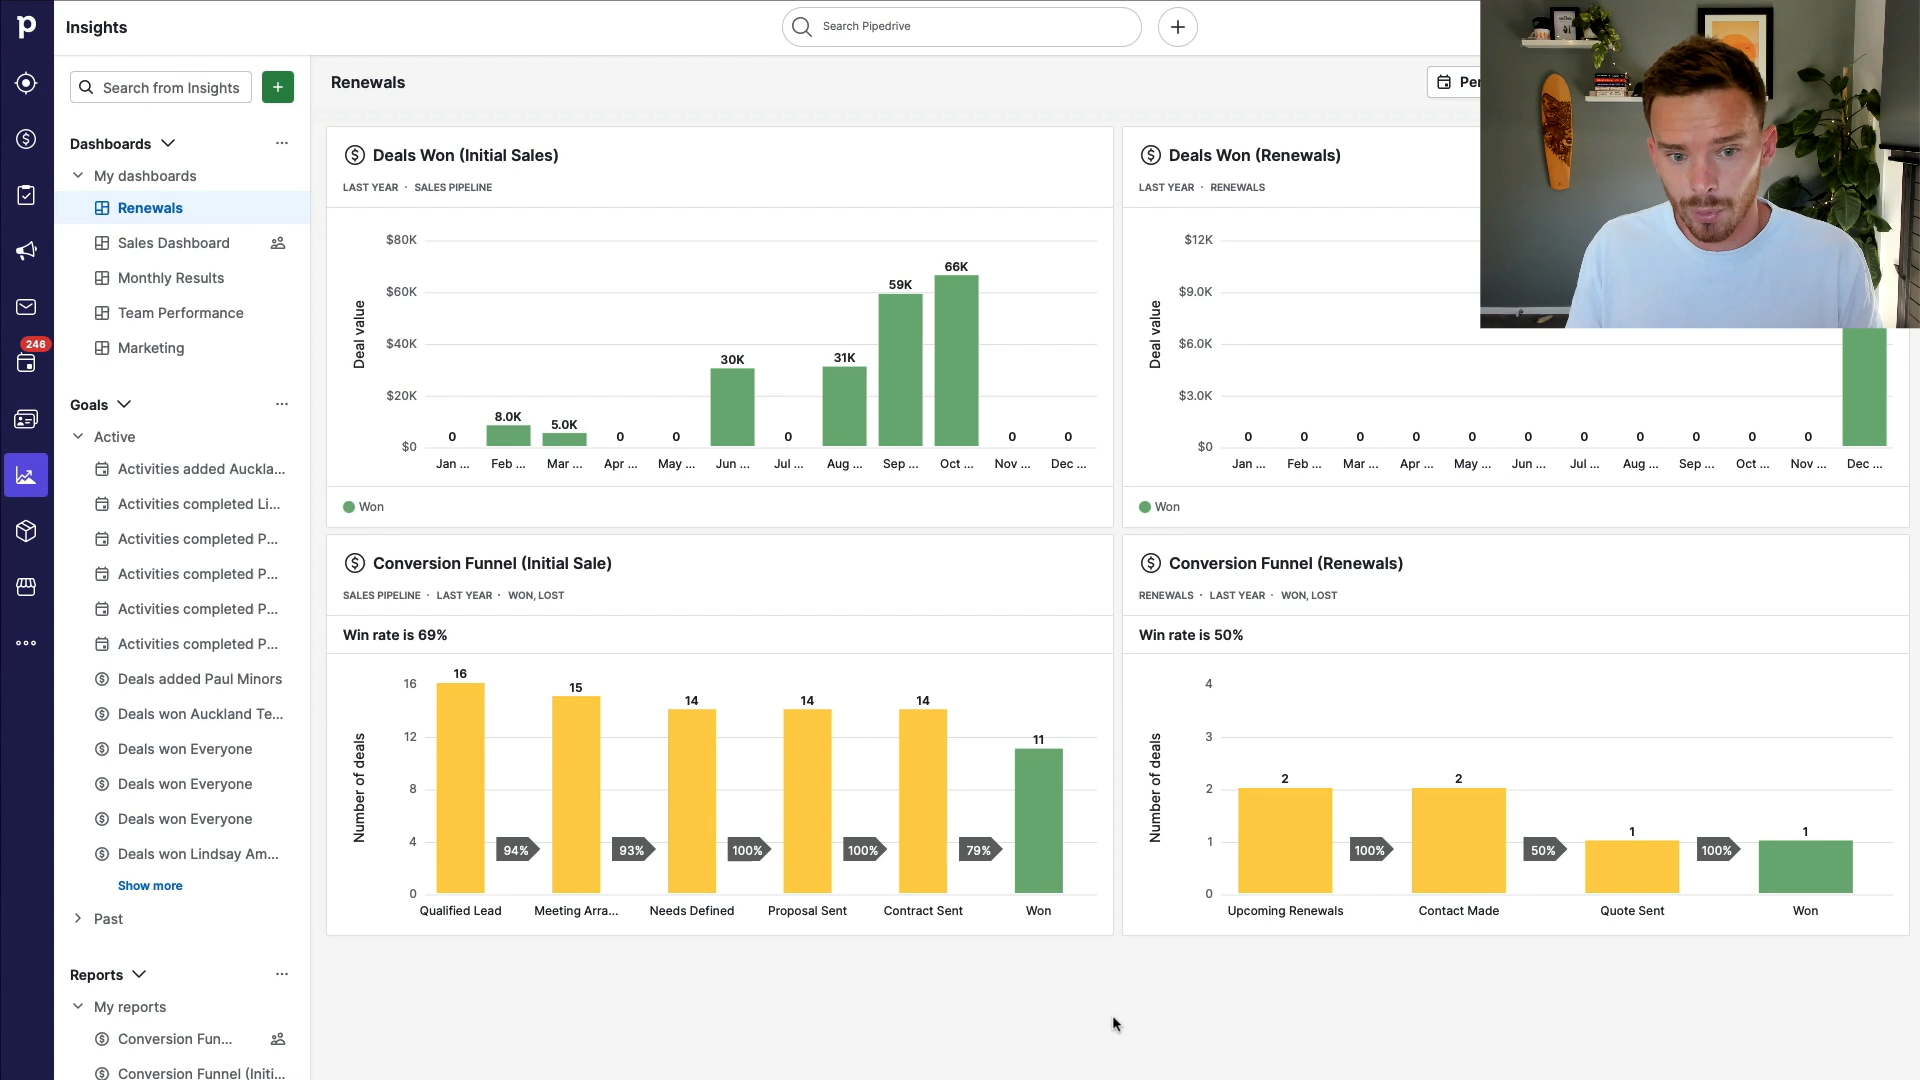 p
Insights
Search Pipedrive
+
Search from Insights
+
Dashboards
...
My dashboards
Renewals
Sales Dashboard
Monthly Results
Team Performance
246
Marketing
Goals
...
Active
Activities added Auckla...
Activities completed Li...
Activities completed P...
Activities completed P...
Activities completed P...
Activities completed P...
Deals added Paul Minors
Deals won Auckland Te...
Deals won Everyone
Deals won Everyone
Deals won Everyone
Deals won Lindsay Am...
Show more
Past
Reports
...
My reports
Conversion Fun...
Conversion Funnel (Initi...
Renewals
Deals Won (Initial Sales)
LAST YEAR · SALES PIPELINE
Deal value
$80K
$60K
$40K
$20K
$0
0
8.0K
5.0K
0
0
30K
0
31K
59K
66K
0
0
Jan ...
Feb ...
Mar ...
Apr ...
May ...
Jun ...
Jul ...
Aug ...
Sep ...
Oct ...
Nov ...
Dec ...
Won
Deals Won (Renewals)
LAST YEAR · RENEWALS
Deal value
$12K
$9.0K
$6.0K
$3.0K
$0
0
0
0
0
0
0
0
0
0
0
0
Jan ...
Feb ...
Mar ...
Apr ...
May ...
Jun ...
Jul ...
Aug ...
Sep ...
Oct ...
Nov ...
Dec ...
Won
Conversion Funnel (Initial Sale)
SALES PIPELINE · LAST YEAR · WON, LOST
Win rate is 69%
Number of deals
16
12
8
4
0
16
15
14
14
14
11
94%
93%
100%
100%
79%
Qualified Lead
Meeting Arra...
Needs Defined
Proposal Sent
Contract Sent
Won
Conversion Funnel (Renewals)
RENEWALS · LAST YEAR · WON, LOST
Win rate is 50%
Number of deals
4
3
2
1
0
2
2
1
1
100%
50%
100%
Upcoming Renewals
Contact Made
Quote Sent
Won